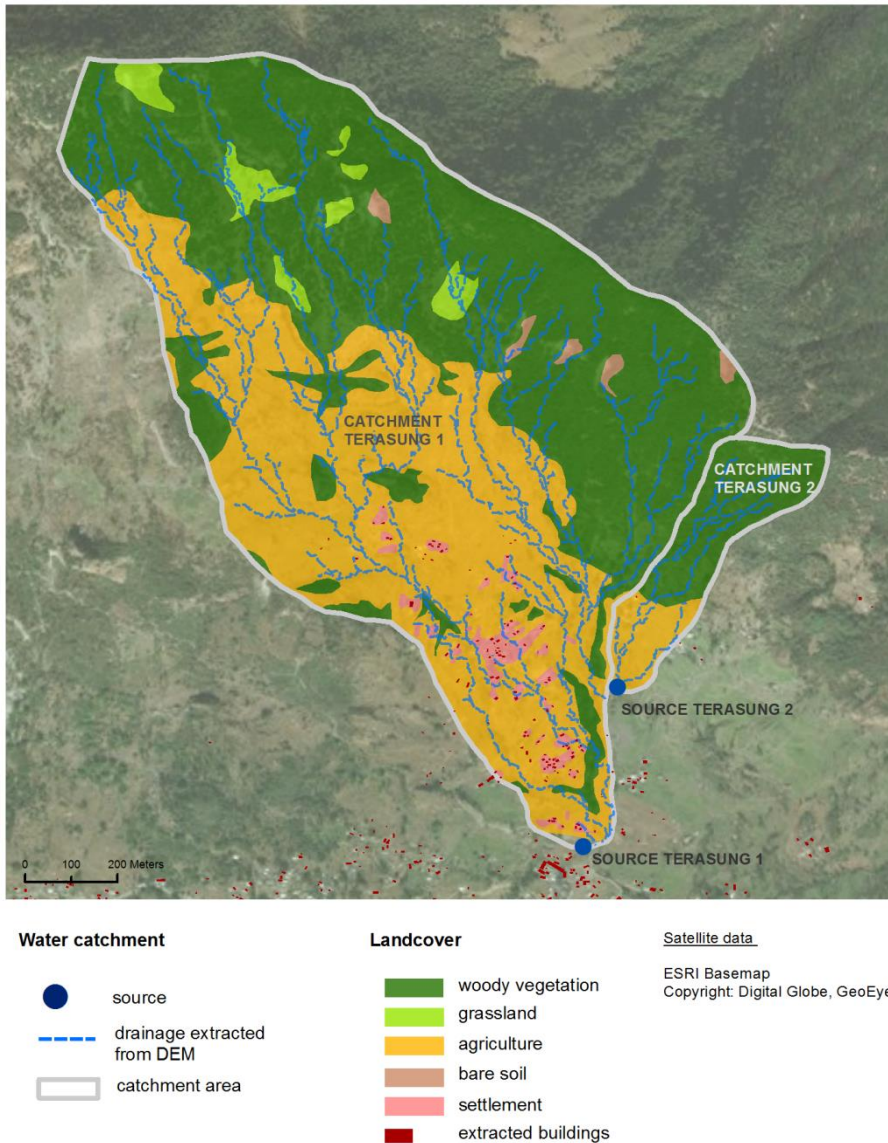 CATCHMENT
TERASUNG 1
CATCHMENT
TERASUNG 2
SOURCE TERASUNG 2
SOURCE TERASUNG 1
0 100 200 Meters
Water catchment
source
drainage extracted
from DEM
catchment area
Landcover
woody vegetation
grassland
agriculture
bare soil
settlement
extracted buildings
Satellite data
ESRI Basemap
Copyright: Digital Globe, GeoEye